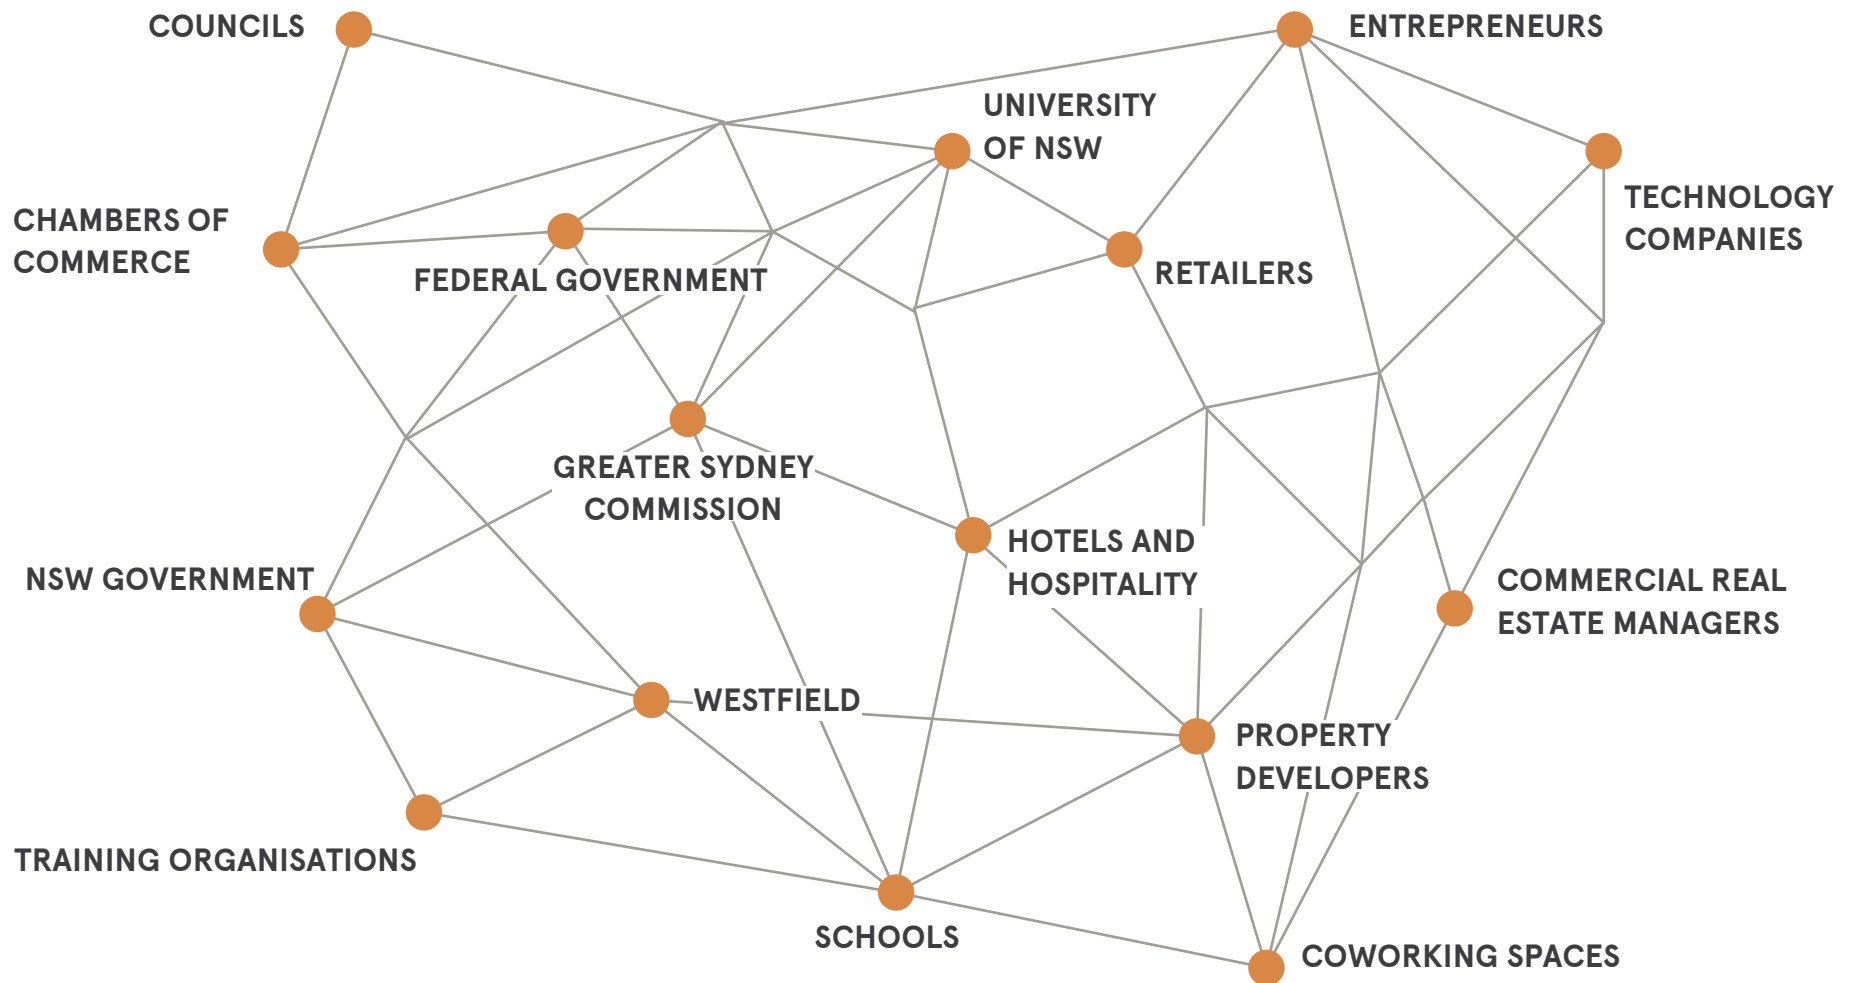 COUNCILS
ENTREPRENEURS
UNIVERSITY
OF NSW
TECHNOLOGY
COMPANIES
CHAMBERS OF
COMMERCE
FEDERAL GOVERNMENT
RETAILERS
GREATER SYDNEY
COMMISSION
HOTELS AND
HOSPITALITY
NSW GOVERNMENT
COMMERCIAL REAL
ESTATE MANAGERS
WESTFIELD
PROPERTY
DEVELOPERS
TRAINING ORGANISATIONS
SCHOOLS
COWORKING SPACES